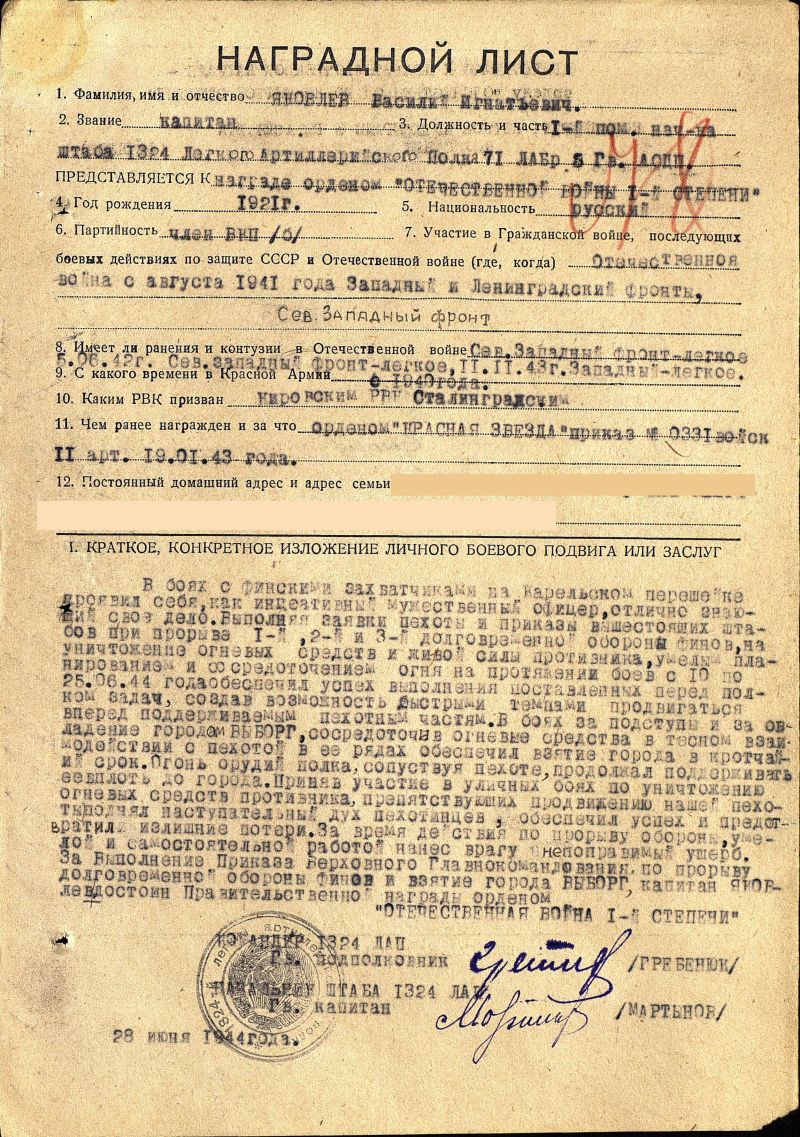 НАГРАДНОЙ ЛИСТ
1. Фамилия, имя и отчество ЯКОВЛЕВ Василий Игнатьевич.
2. Звание капитан 3. Должность и часть I-й пом. нач-ка
штаба 1324 Легкого Артиллерийского Полка 71 ЛАБр 5 Гв. АДПП.
ПРЕДСТАВЛЯЕТСЯ К награде орденом "ОТЕЧЕСТВЕННОЙ ВОЙНЫ I-й СТЕПЕНИ"
4. Год рождения 1921г. 5. Национальность русский
6. Партийность член ВКП /б/ 7. Участие в Гражданской войне, последующих
боевых действиях по защите СССР и Отечественной войне (где, когда) Отечественноя
война с августа 1941 года Западный и Ленинградский фронты,
Сев. Западный фронт
8. Имеет ли ранения и контузии в Отечественной войне Сев. Западный фронт-легкое
5.06.42г. Сев. западный фронт-легкое, II.II.43г. Западный-легкое.
9. С какого времени в Красной Армии с 1940 года.
10. Каким РВК призван Кировским РВК Сталинградским
11. Чем ранее награжден и за что орденом "КРАСНАЯ ЗВЕЗДА" приказ № 0331 войск
II арт. 19.01.43 года.
12. Постоянный домашний адрес и адрес семьи
I. КРАТКОЕ, КОНКРЕТНОЕ ИЗЛОЖЕНИЕ ЛИЧНОГО БОЕВОГО ПОДВИГА ИЛИ ЗАСЛУГ
В боях с финскими захватчиками на Карельском перешейке
проявил себя, как инцеативный мужественный офицер, отлично знаю-
щий свое дело. Выполняя заявки пехоты и приказы вышестоящих шта-
бов при прорыве I-й, 2-й и 3-й долговременной обороны финов, на
уничтожение огневых средств и живой силы противника, умелым пла-
нированием и сосредоточением огня на протяжении боев с 10 по
25.06.44 года обеспечил успех выполнения поставленных перед пол-
ком задач, создав возможность быстрыми темпами продвигаться
вперед поддерживаемым пехотным частям. В боях за подступы и за ов-
ладение городом ВЫБОРГ, сосредоточыв огневые средства в тесном взаи-
модействии с пехотой в ее рядах обеспечил взятие города в кротчай-
ий срок. Огонь орудий полка, сопуствуя пехоте, продолжал поддерживать
ее вплоть до города. Приняв участие в уличных боях по уничтожению
огневых средств противника, препятствующих продвижению нашей пехо-
ты поднял наступательный дух пехотинцев, обеспечил успех и предот-
вратил излишние потери. За время действия по прорыву обороны, уме-
лой и самостоятельной работой нанес врагу непоправимый ущерб.
За Выполнение Приказа Верховного Главнокомандования по прорыву
долговременной обороны финов и взятие города ВЫБОРГ, капитан ЯКОВ-
ЛЕВ достоин Правительственной награды орденом
"ОТЕЧЕСТВЕННАЯ ВОЙНА I-й СТЕПЕНИ"
КОМАНДИР 1324 ЛАП
Гв. подполковник /ГРЕБЕНЮК/
НАЧАЛЬНИК ШТАБА 1324 ЛАП
Гв. капитан /МАРТЫНОВ/
28 июня 1944 года.